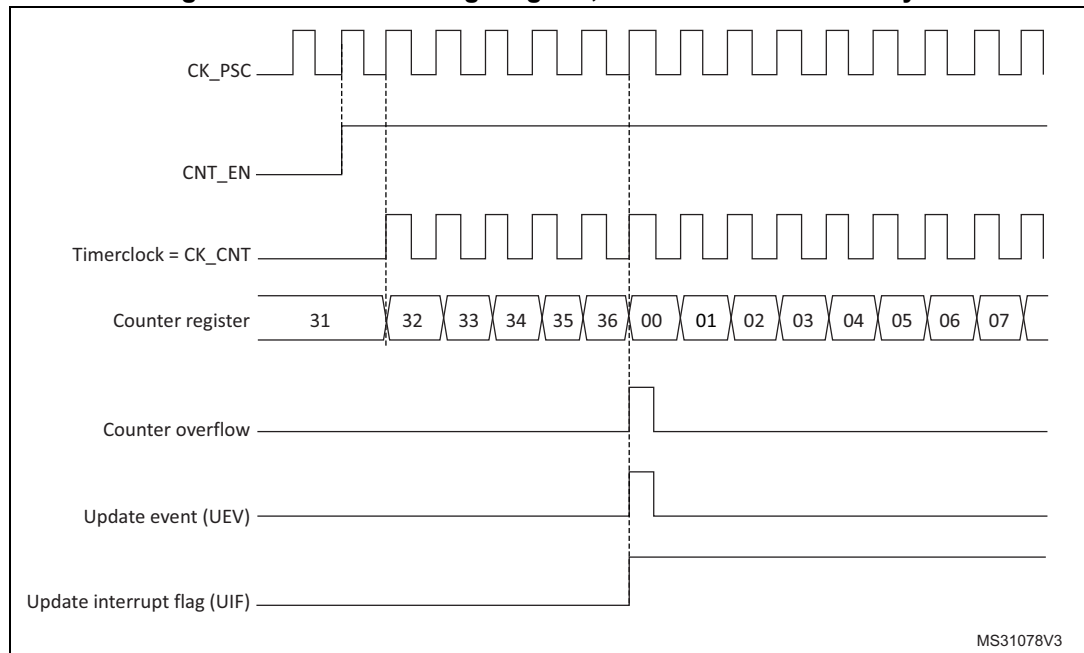 CK_PSC
CNT_EN
Timerclock = CK_CNT
Counter register 31 32 33 34 35 36 00 01 02 03 04 05 06 07
Counter overflow
Update event (UEV)
Update interrupt flag (UIF)
MS31078V3